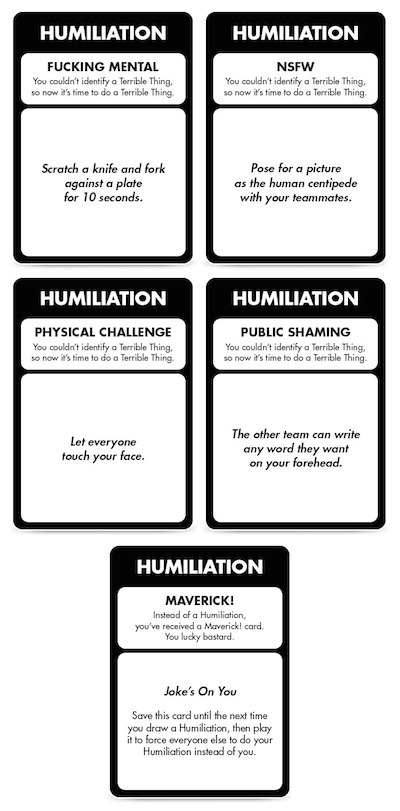 HUMILIATION
FUCKING MENTAL
You couldn't identify a Terrible Thing,
so now it's time to do a Terrible Thing.
Scratch a knife and fork
against a plate
for 10 seconds.
HUMILIATION
NSFW
You couldn't identify a Terrible Thing,
so now it's time to do a Terrible Thing.
Pose for a picture
as the human centipede
with your teammates.
HUMILIATION
PHYSICAL CHALLENGE
You couldn't identify a Terrible Thing,
so now it's time to do a Terrible Thing.
Let everyone
touch your face.
HUMILIATION
PUBLIC SHAMING
You couldn't identify a Terrible Thing,
so now it's time to do a Terrible Thing.
The other team can write
any word they want
on your forehead.
HUMILIATION
MAVERICK!
Instead of a Humiliation,
you've received a Maverick! card.
You lucky bastard.
Joke's On You
Save this card until the next time
you draw a Humiliation, then play
it to force everyone else to do your
Humiliation instead of you.